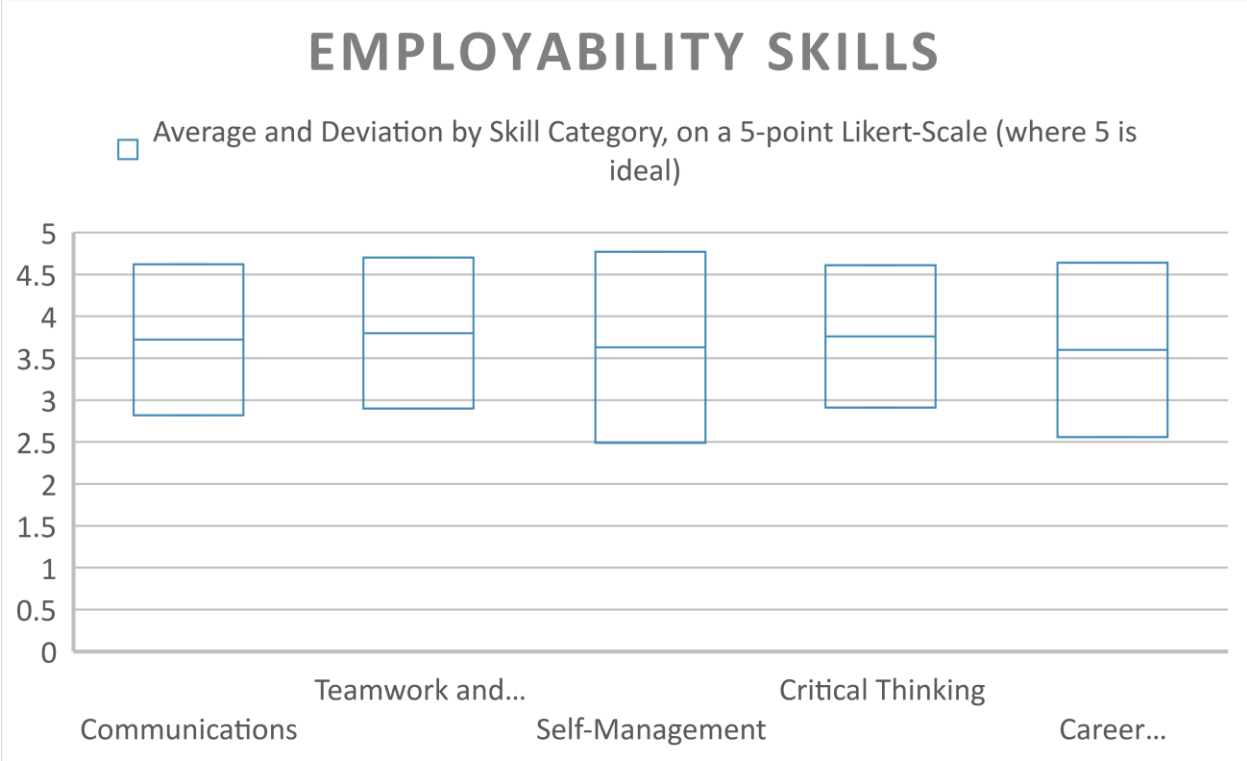 EMPLOYABILITY SKILLS
Average and Deviation by Skill Category, on a 5-point Likert-Scale (where 5 is
ideal)
5
4.5
4
3.5
3
2.5
2
1.5
1
0.5
0
Teamwork and...
Critical Thinking
Communications
Self-Management
Career...